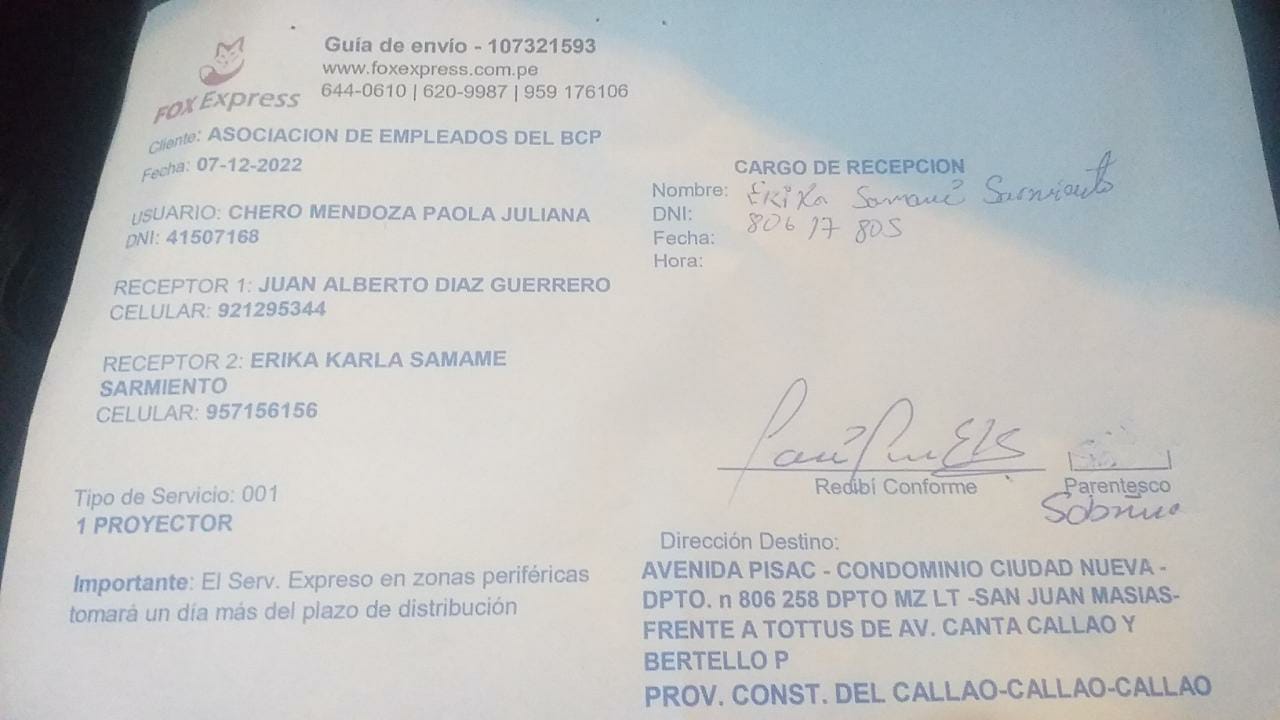 FOX Express
Guía de envío - 107321593
www.foxexpress.com.pe
644-0610 | 620-9987 | 959 176106
Cliente: ASOCIACION DE EMPLEADOS DEL BCP
Fecha: 07-12-2022
USUARIO: CHERO MENDOZA PAOLA JULIANA
DNI: 41507168
RECEPTOR 1: JUAN ALBERTO DIAZ GUERRERO
CELULAR: 921295344
RECEPTOR 2: ERIKA KARLA SAMAME
SARMIENTO
CELULAR: 957156156
Tipo de Servicio: 001
1 PROYECTOR
Importante: El Serv. Expreso en zonas periféricas
tomará un día más del plazo de distribución
CARGO DE RECEPCION
Nombre: Erika Samamé Sarmiento
DNI: 806 17 805
Fecha:
Hora:
Recibí Conforme
Parentesco
Dirección Destino:
AVENIDA PISAC - CONDOMINIO CIUDAD NUEVA -
DPTO. n 806 258 DPTO MZ LT -SAN JUAN MASIAS-
FRENTE A TOTTUS DE AV. CANTA CALLAO Y
BERTELLO P
PROV. CONST. DEL CALLAO-CALLAO-CALLAO